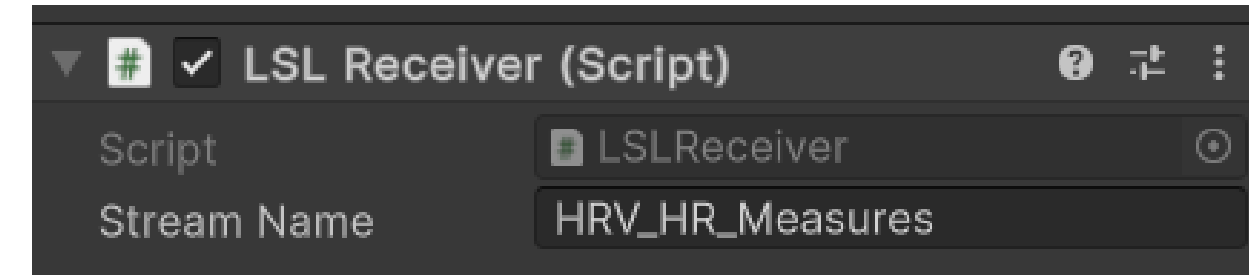 # LSL Receiver (Script)
Script # LSLReceiver
Stream Name HRV_HR_Measures